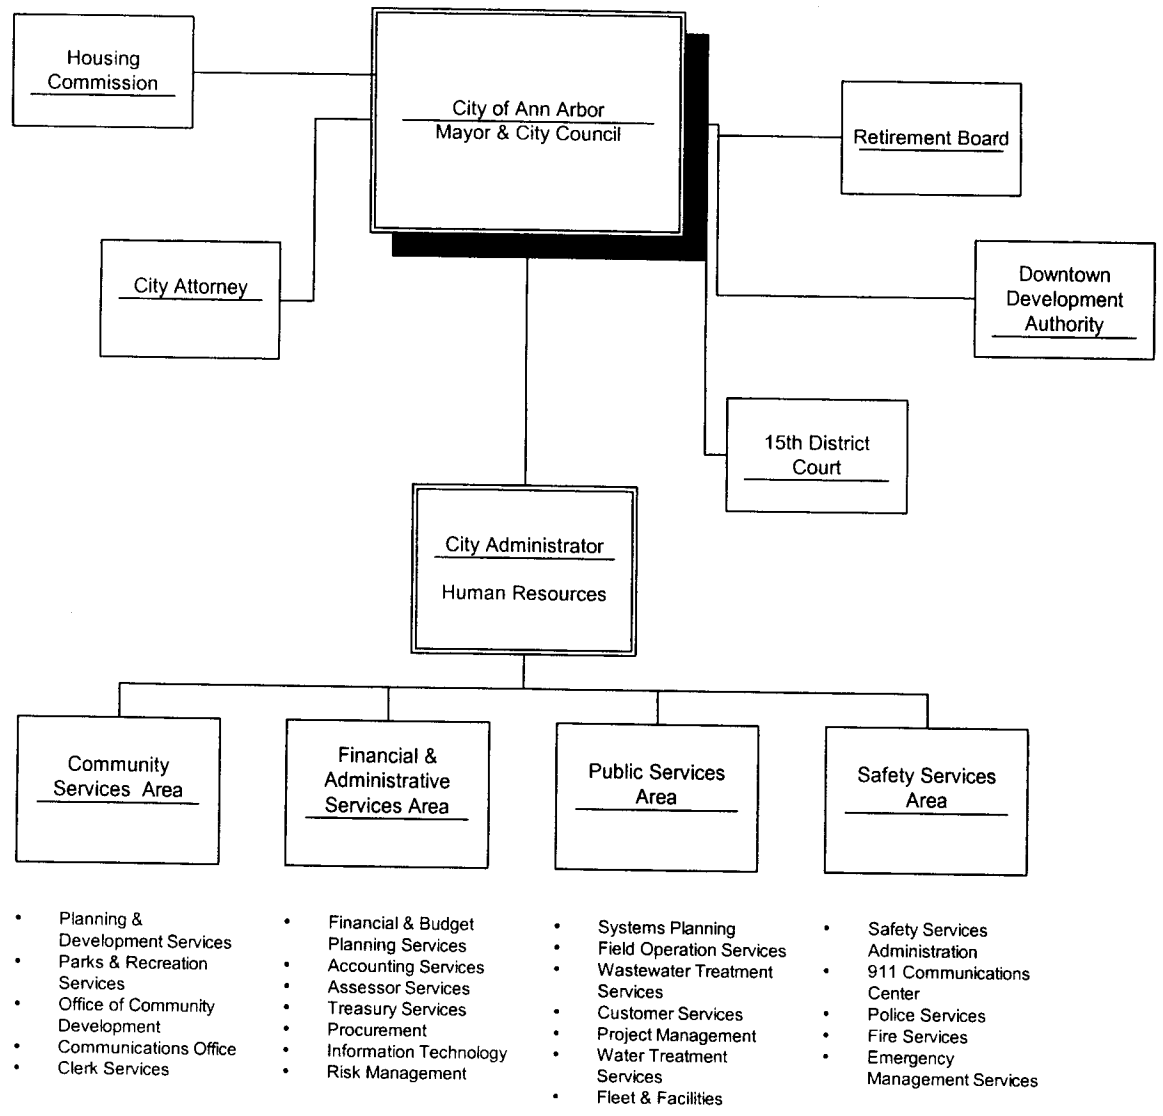 Housing
Commission
City of Ann Arbor
Mayor & City Council
Retirement Board
City Attorney
Downtown
Development
Authority
15th District
Court
City Administrator
Human Resources
Community
Services Area
Financial &
Administrative
Services Area
Public Services
Area
Safety Services
Area
• Planning &
Development Services
• Parks & Recreation
Services
• Office of Community
Development
• Communications Office
• Clerk Services
• Financial & Budget
Planning Services
• Accounting Services
• Assessor Services
• Treasury Services
• Procurement
• Information Technology
• Risk Management
• Systems Planning
• Field Operation Services
• Wastewater Treatment
Services
• Customer Services
• Project Management
• Water Treatment
Services
• Fleet & Facilities
• Safety Services
Administration
• 911 Communications
Center
• Police Services
• Fire Services
• Emergency
Management Services